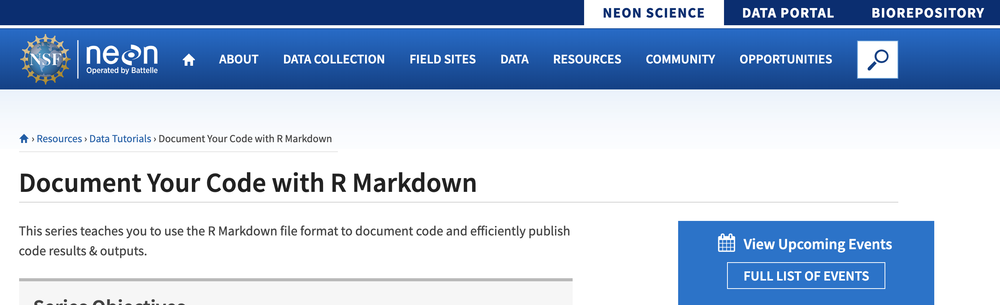 NEON SCIENCE
DATA PORTAL
BIOREPOSITORY
NSF
neon
Operated by Battelle
ABOUT
DATA COLLECTION
FIELD SITES
DATA
RESOURCES
COMMUNITY
OPPORTUNITIES
› Resources › Data Tutorials › Document Your Code with R Markdown
Document Your Code with R Markdown
This series teaches you to use the R Markdown file format to document code and efficiently publish
code results & outputs.
View Upcoming Events
FULL LIST OF EVENTS
Series Objectives